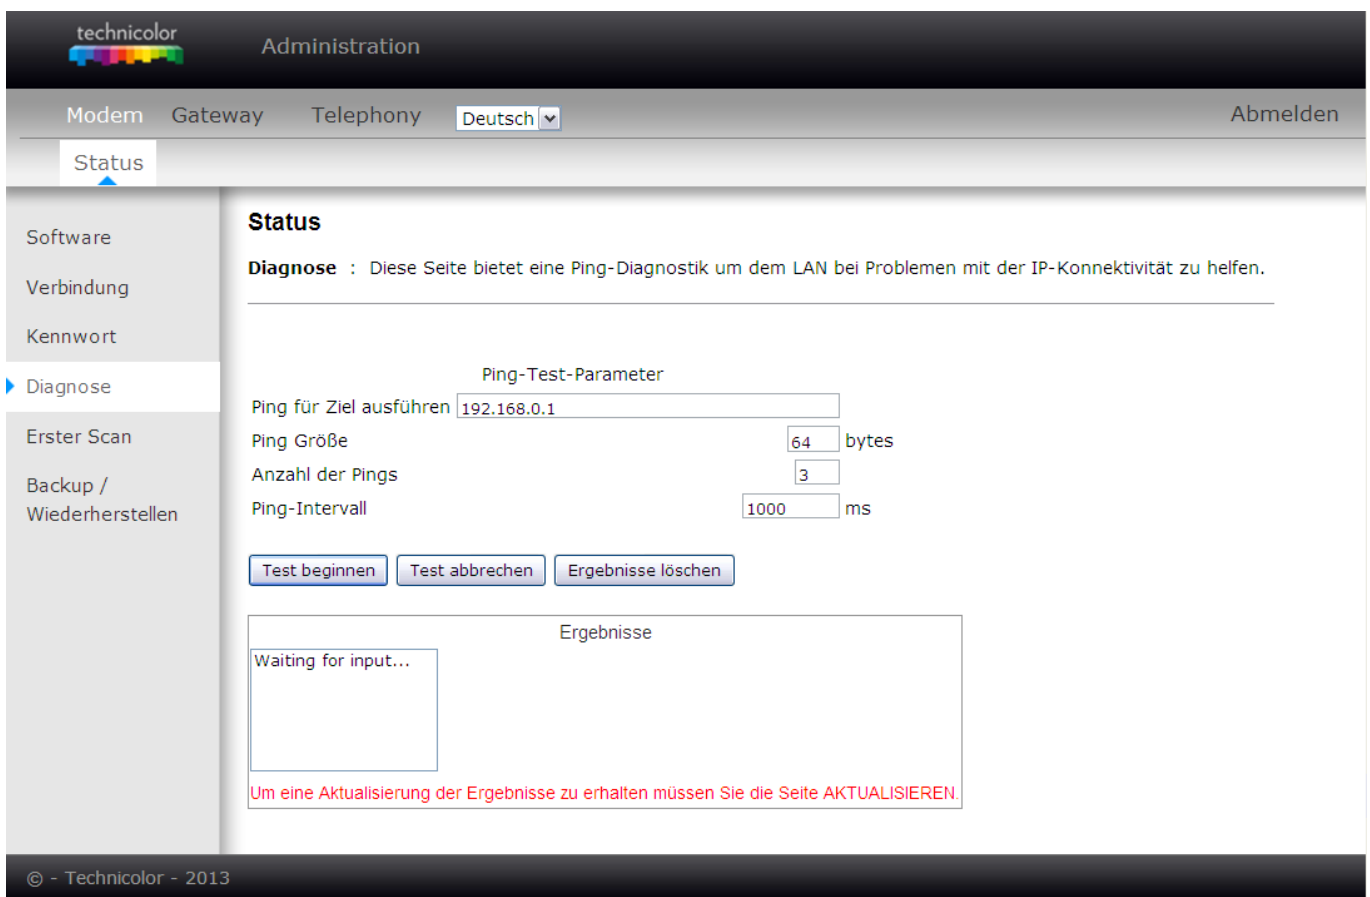 technicolor
Administration
Modem Gateway Telephony Deutsch Abmelden
Status
Software
Verbindung
Kennwort
Diagnose
Erster Scan
Backup /
Wiederherstellen
Status
Diagnose : Diese Seite bietet eine Ping-Diagnostik um dem LAN bei Problemen mit der IP-Konnektivität zu helfen.
Ping-Test-Parameter
Ping für Ziel ausführen 192.168.0.1
Ping Größe 64 bytes
Anzahl der Pings 3
Ping-Intervall 1000 ms
Test beginnen Test abbrechen Ergebnisse löschen
Ergebnisse
Waiting for input...
Um eine Aktualisierung der Ergebnisse zu erhalten müssen Sie die Seite AKTUALISIEREN.
© - Technicolor - 2013